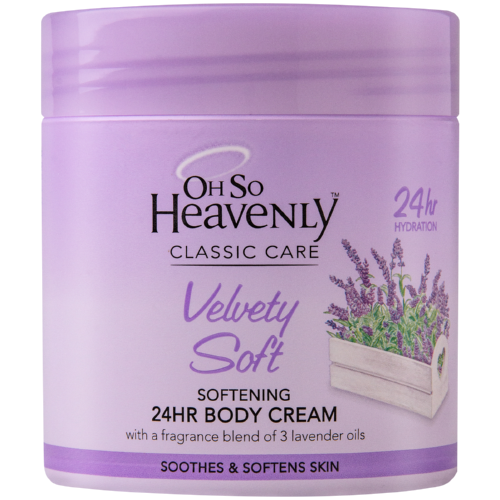 OH SO
HEAVENLY™
CLASSIC CARE
24hr
HYDRATION
Velvety
Soft
SOFTENING
24HR BODY CREAM
with a fragrance blend of 3 lavender oils
SOOTHES & SOFTENS SKIN